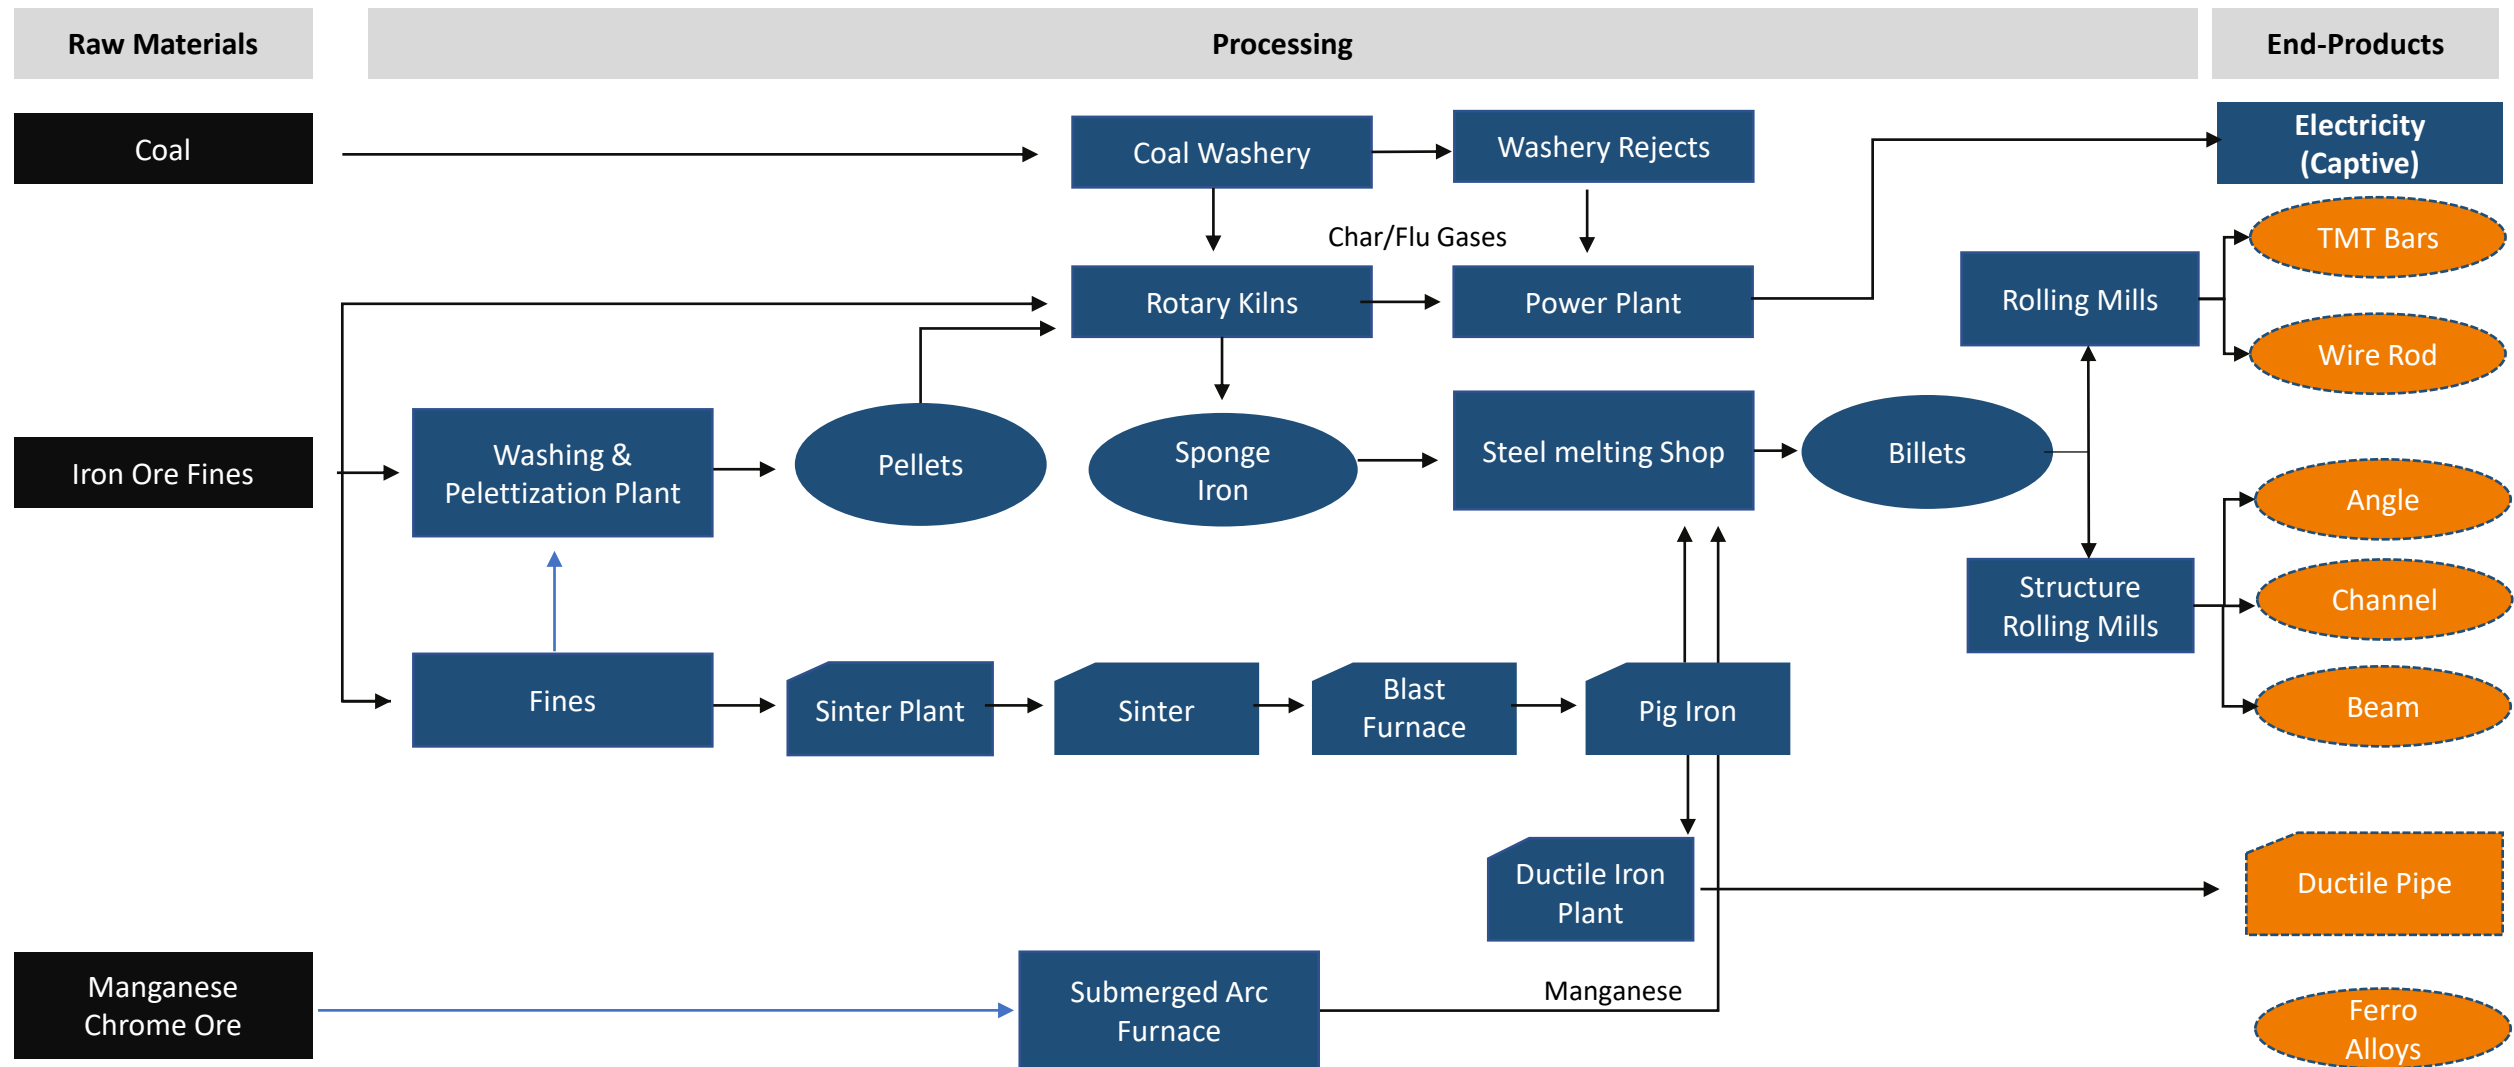 Raw Materials
Processing
End-Products
Coal
Coal Washery
Washery Rejects
Electricity
(Captive)
Char/Flu Gases
TMT Bars
Rotary Kilns
Power Plant
Rolling Mills
Wire Rod
Iron Ore Fines
Washing &
Pelettization Plant
Pellets
Sponge
Iron
Steel melting Shop
Billets
Angle
Structure
Rolling Mills
Channel
Fines
Sinter Plant
Sinter
Blast
Furnace
Pig Iron
Beam
Ductile Iron
Plant
Ductile Pipe
Manganese
Chrome Ore
Submerged Arc
Furnace
Manganese
Ferro
Alloys